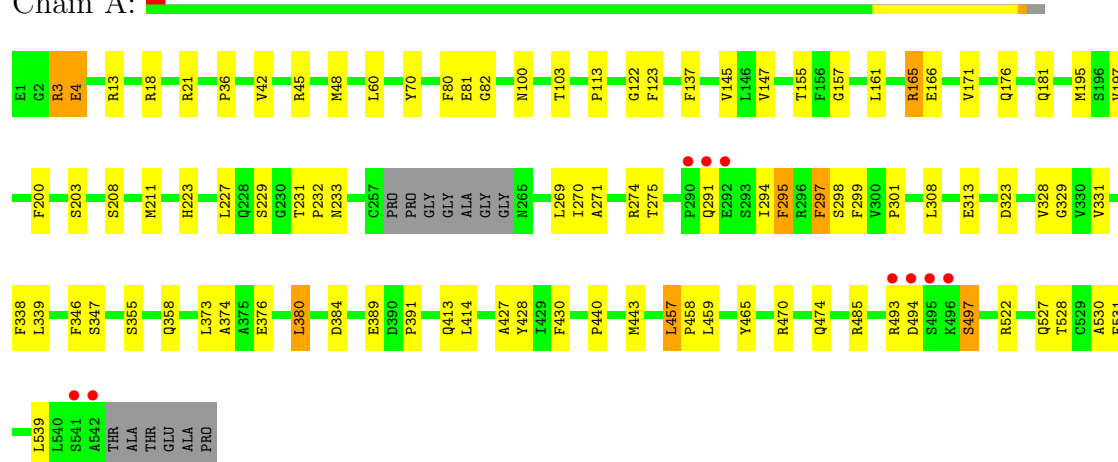 Chain A:
E1 G2 R3 E4 R13 R18 R21 P36 V42 R45 M48 L60 Y70 F80 E81 G82 N100 T103 P113 G122 F123 F137 V145 L146 V147 T155 F156 G157 L161 R165 E166 V171 Q176 Q181 M195 S196 V197
F200 S203 S208 M211 H223 L227 Q228 S229 G230 T231 P232 N233 C257 PRO PRO GLY GLY ALA GLY GLY N265 L269 I270 A271 R274 T275 P290 Q291 E292 S293 I294 F295 R296 F297 S298 F299 V300 P301 L308 E313 D323 V328 G329 V330 V331
F338 L339 F346 S347 S355 Q358 L373 A374 A375 E376 L380 D384 E389 D390 P391 Q413 L414 A427 Y428 I429 F430 P440 M443 L457 P458 L459 Y465 R470 Q474 R485 R493 D494 S495 K496 S497 R522 Q527 T528 C529 A530
L539 L540 S541 A542 THR ALA THR GLU ALA PRO